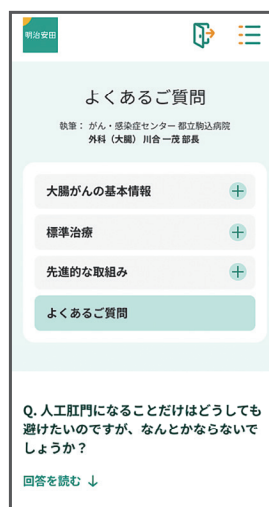 明治安田
よくあるご質問
執筆： がん・感染症センター 都立駒込病院
外科（大腸） 川合 一茂 部長
大腸がんの基本情報
標準治療
先進的な取組み
よくあるご質問
Q. 人工肛門になることだけはどうしても
避けたいのですが、なんとかならないで
しょうか？
回答を読む ↓